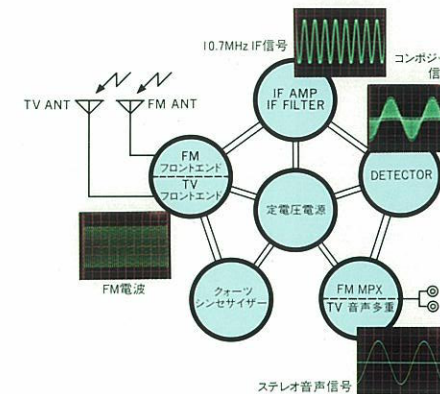 10.7MHz IF信号
コンポジ
信
TV ANT
FM ANT
IF AMP
IF FILTER
FM
フロントエンド
TV
フロントエンド
DETECTOR
定電圧電源
FM電波
クォーツ
シンセサイザー
FM MPX
TV 音声多重
ステレオ音声信号